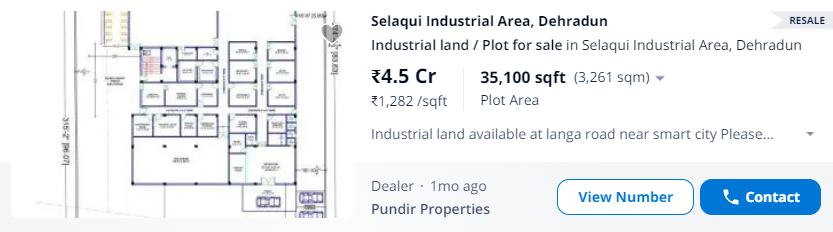 Selaqui Industrial Area, Dehradun
RESALE
Industrial land / Plot for sale in Selaqui Industrial Area, Dehradun
₹4.5 Cr
35,100 sqft (3,261 sqm)
₹1,282 /sqft
Plot Area
Industrial land available at langa road near smart city Please...
Dealer · 1mo ago
Pundir Properties
View Number
Contact